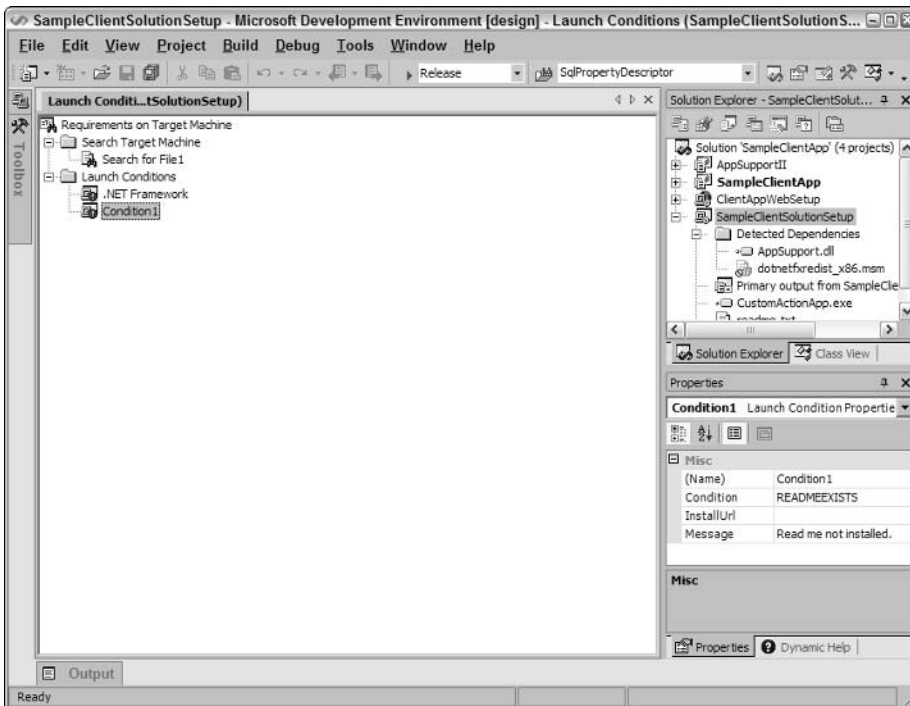 SampleClientSolutionSetup - Microsoft Development Environment [design] - Launch Conditions (SampleClientSolutionS...
File Edit View Project Build Debug Tools Window Help
Release SqlPropertyDescriptor
Toolbox
Launch Conditi...tSolutionSetup)
Requirements on Target Machine
Search Target Machine
Search for File1
Launch Conditions
.NET Framework
Condition1
Solution Explorer - SampleClientSolut...
Solution 'SampleClientApp' (4 projects)
AppSupportII
SampleClientApp
ClientAppWebSetup
SampleClientSolutionSetup
Detected Dependencies
AppSupport.dll
dotnetfxredist_x86.msm
Primary output from SampleClie
CustomActionApp.exe
readme.txt
Solution Explorer Class View
Properties
Condition1 Launch Condition Propertie
Misc
(Name) Condition1
Condition READMEEXISTS
InstallUrl
Message Read me not installed.
Misc
Properties Dynamic Help
Output
Ready